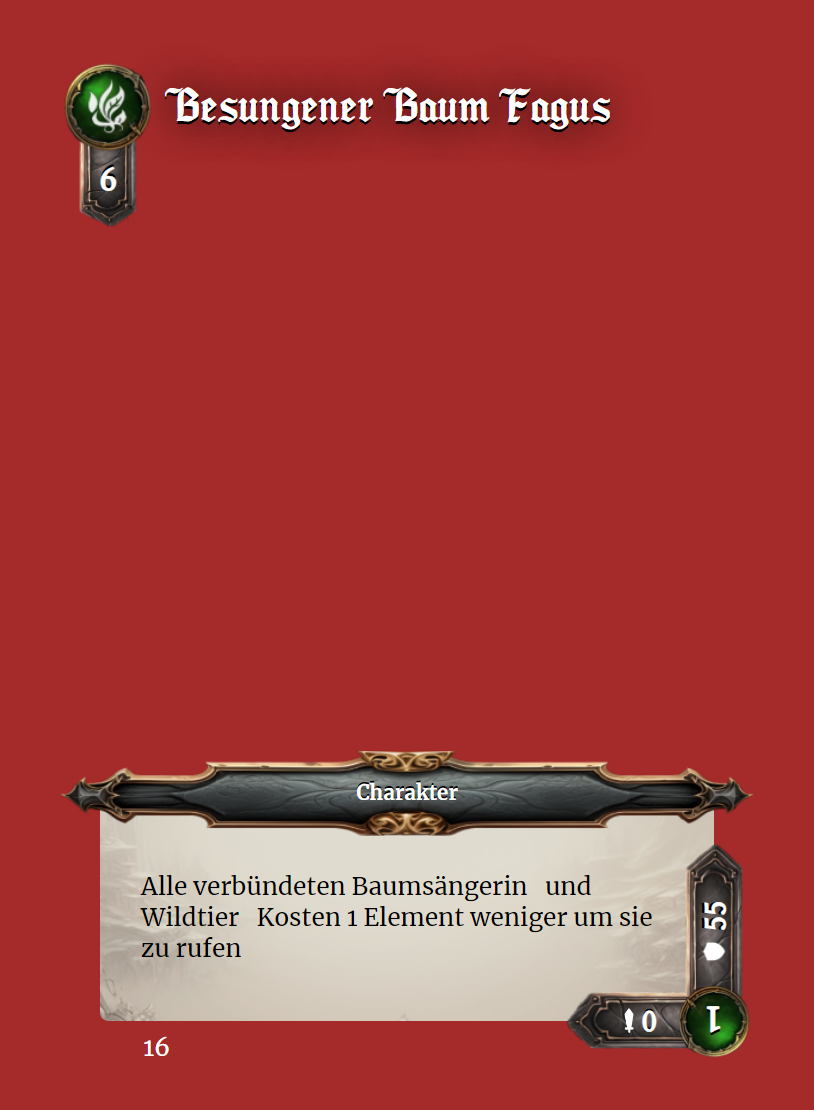 Besungener Baum Fagus
6
Charakter
Alle verbündeten Baumsängerin und
Wildtier Kosten 1 Element weniger um sie
zu rufen
55
0
1
16